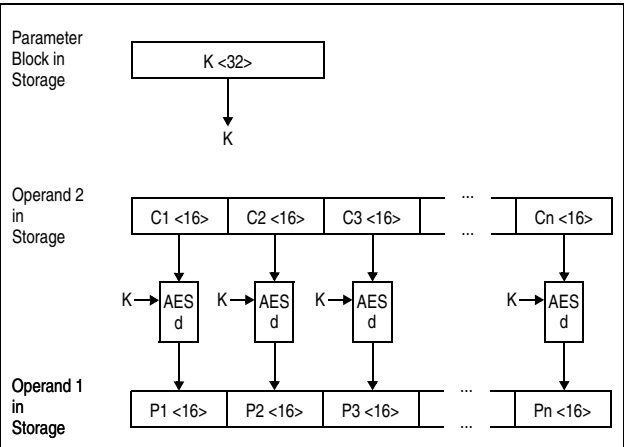 Parameter
Block in
Storage
K <32>
K
Operand 2
in
Storage
C1 <16> C2 <16> C3 <16> ... ... Cn <16>
K AES d K AES d K AES d K AES d
Operand 1
in
Storage
P1 <16> P2 <16> P3 <16> ... ... Pn <16>